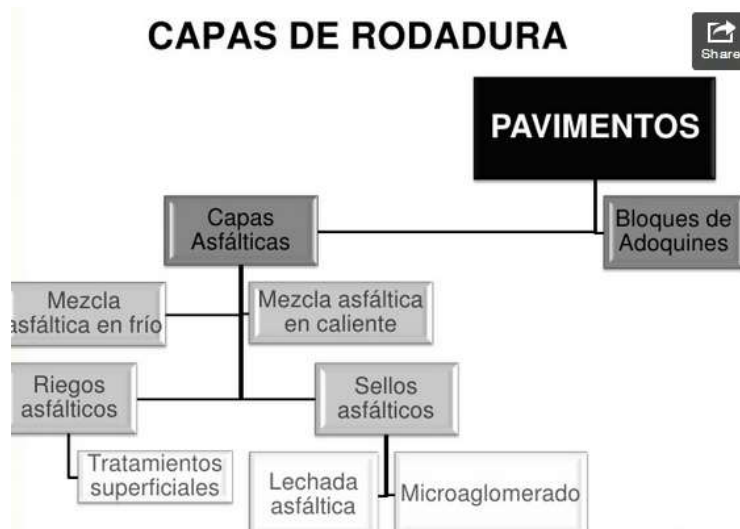 CAPAS DE RODADURA
Share
PAVIMENTOS
Capas
Asfálticas
Bloques de
Adoquines
Mezcla
asfáltica en frío
Mezcla asfáltica
en caliente
Riegos
asfálticos
Sellos
asfálticos
Tratamientos
superficiales
Lechada
asfáltica
Microaglomerado